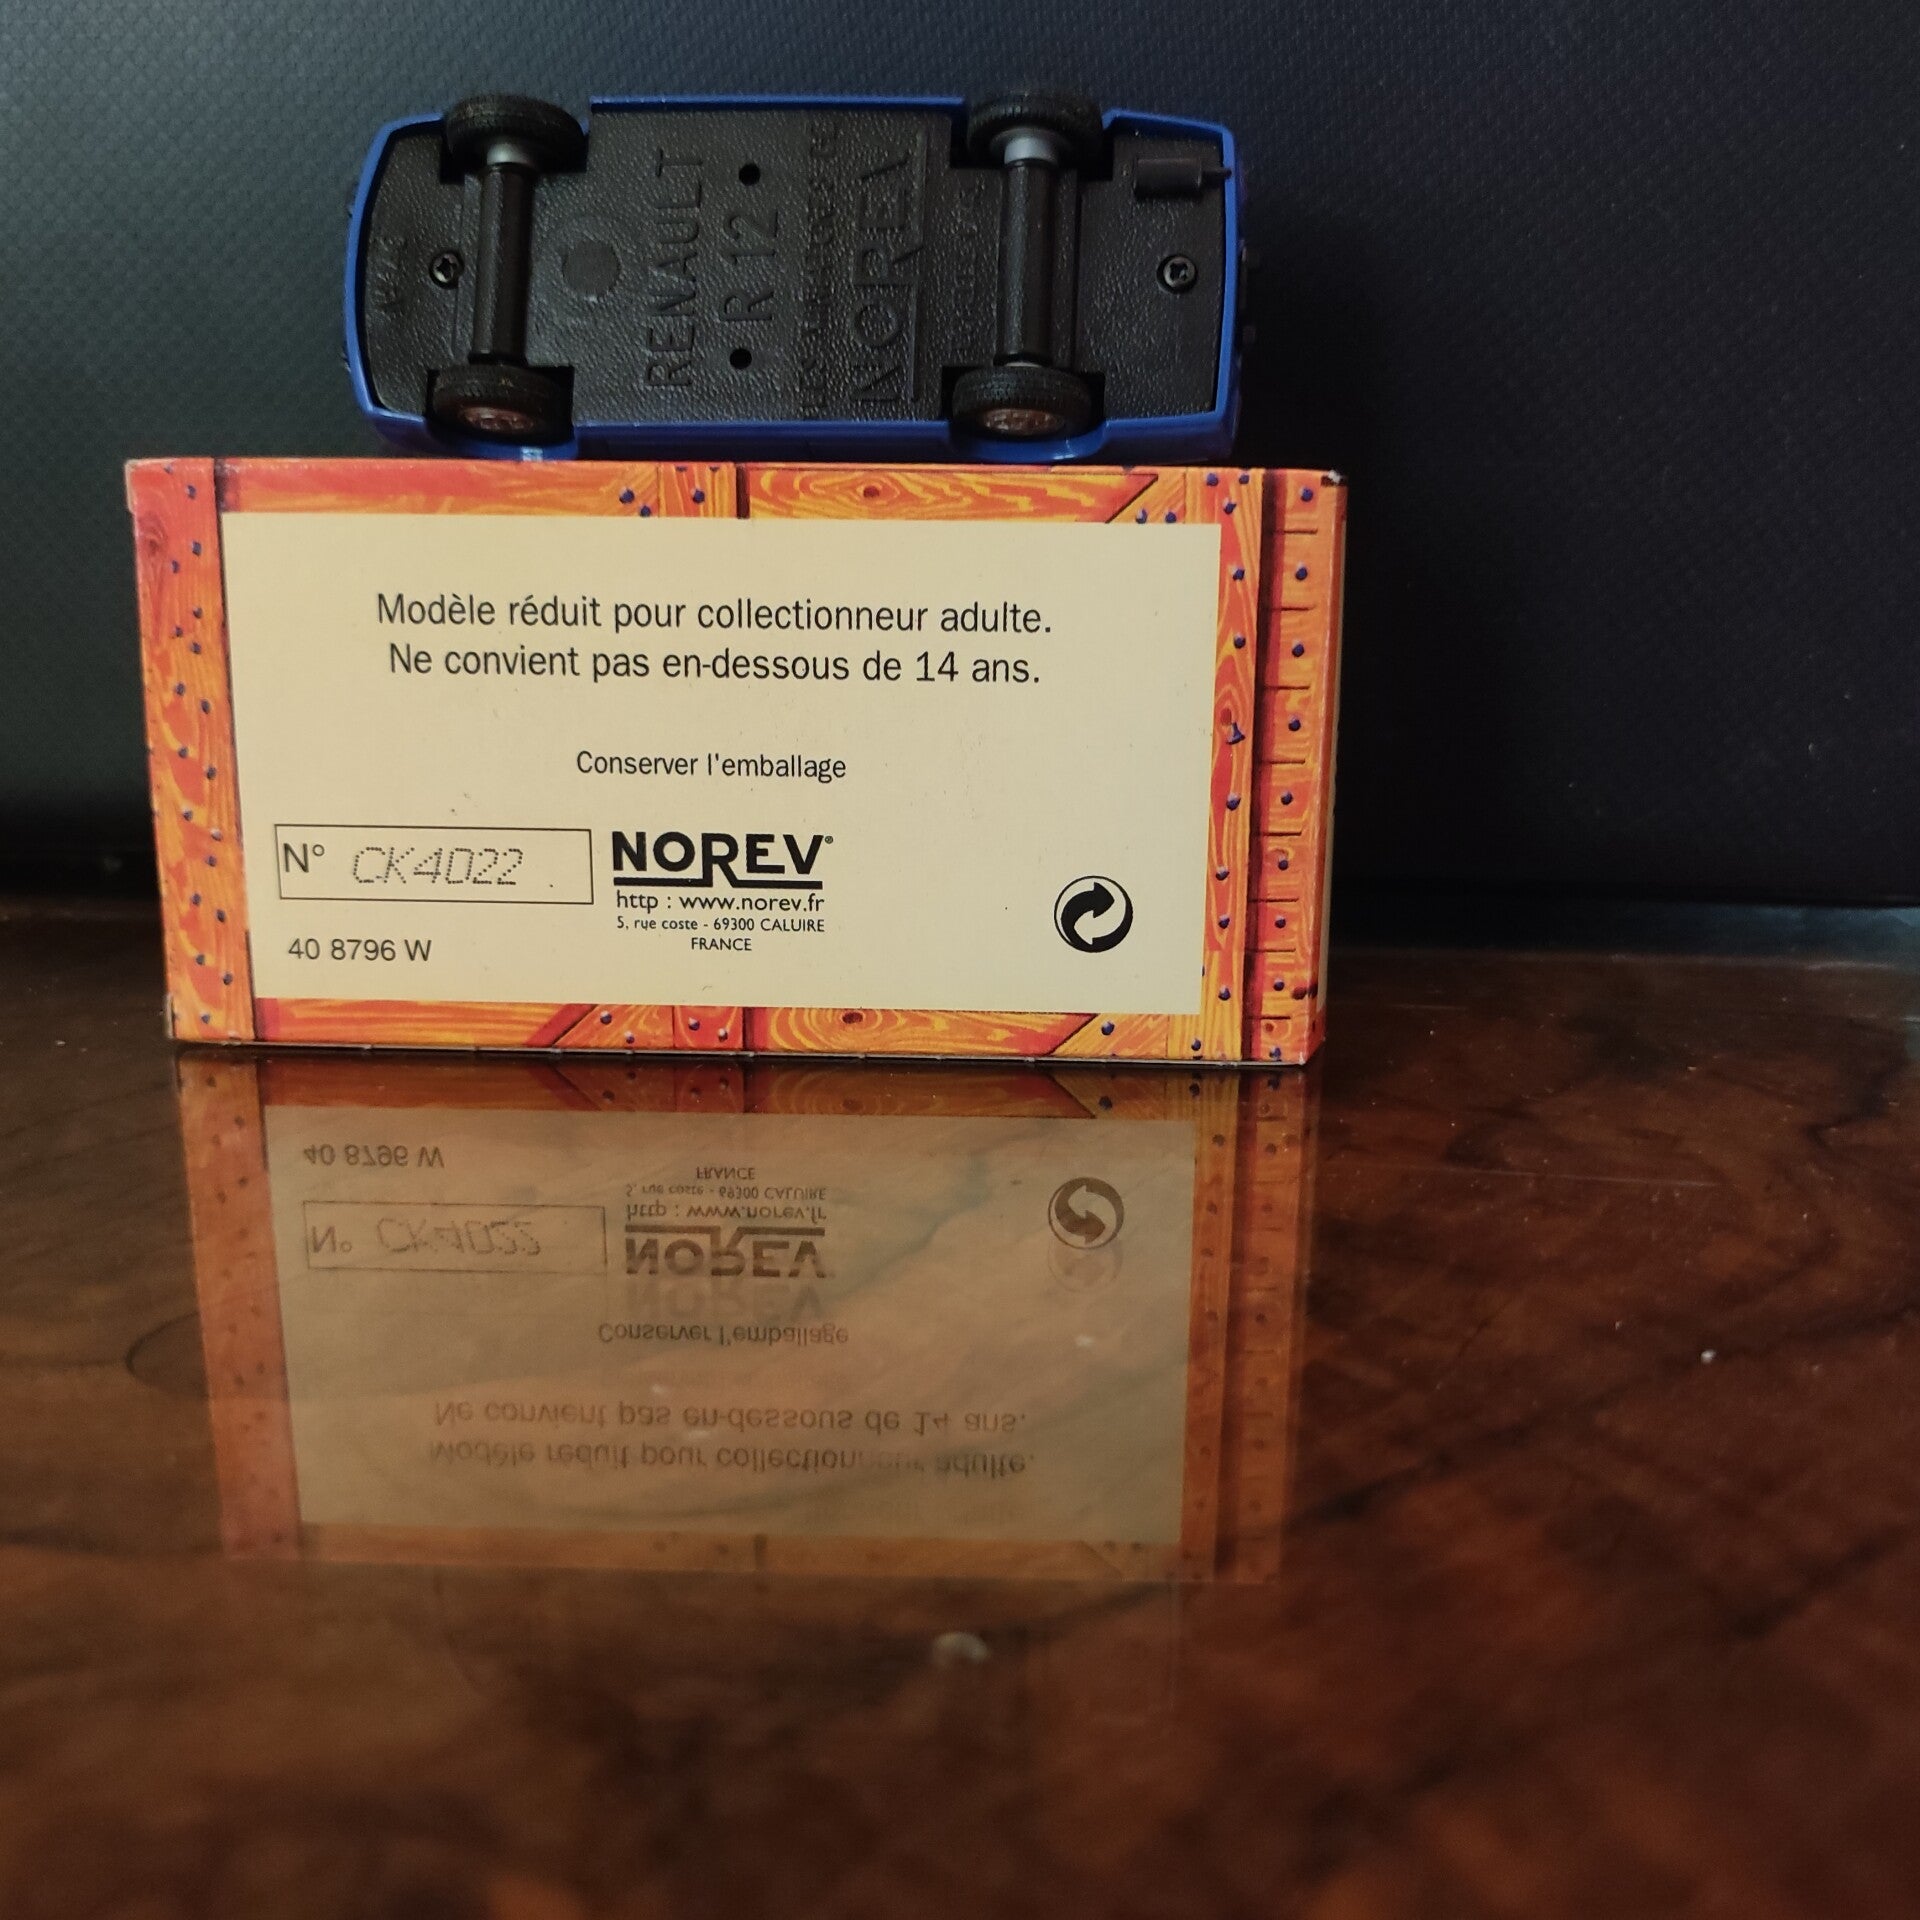 RENAULT
R 12
NOREV
Modèle réduit pour collectionneur adulte.
Ne convient pas en-dessous de 14 ans.
Conserver l'emballage
N° CK4022
NOREV®
http : www.norev.fr
5, rue coste - 69300 CALUIRE
FRANCE
40 8796 W